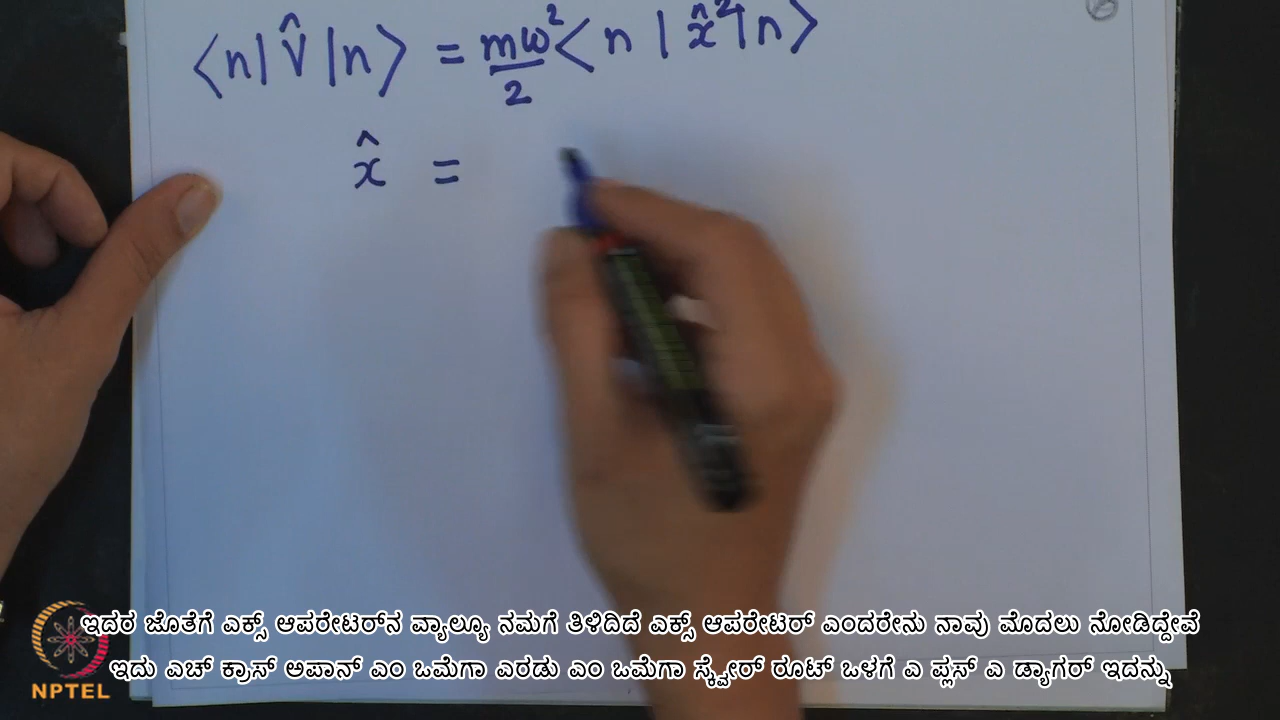 ⟨n| V̂ |n⟩ = mω²/2 ⟨n | x̂² |n⟩
x̂ =
ಇದರ ಜೊತೆಗೆ ಎಕ್ಸ್ ಆಪರೇಟರ್‌ನ ವ್ಯಾಲ್ಯೂ ನಮಗೆ ತಿಳಿದಿದೆ ಎಕ್ಸ್ ಆಪರೇಟರ್ ಎಂದರೇನು ನಾವು ಮೊದಲು ನೋಡಿದ್ದೇವೆ
ಇದು ಎಚ್ ಕ್ರಾಸ್ ಅಪಾನ್ ಎಂ ಒಮೆಗಾ ಎರಡು ಎಂ ಒಮೆಗಾ ಸ್ಕ್ವೇರ್ ರೂಟ್ ಒಳಗೆ ಎ ಪ್ಲಸ್ ಎ ಡ್ಯಾಗರ್ ಇದನ್ನು
NPTEL